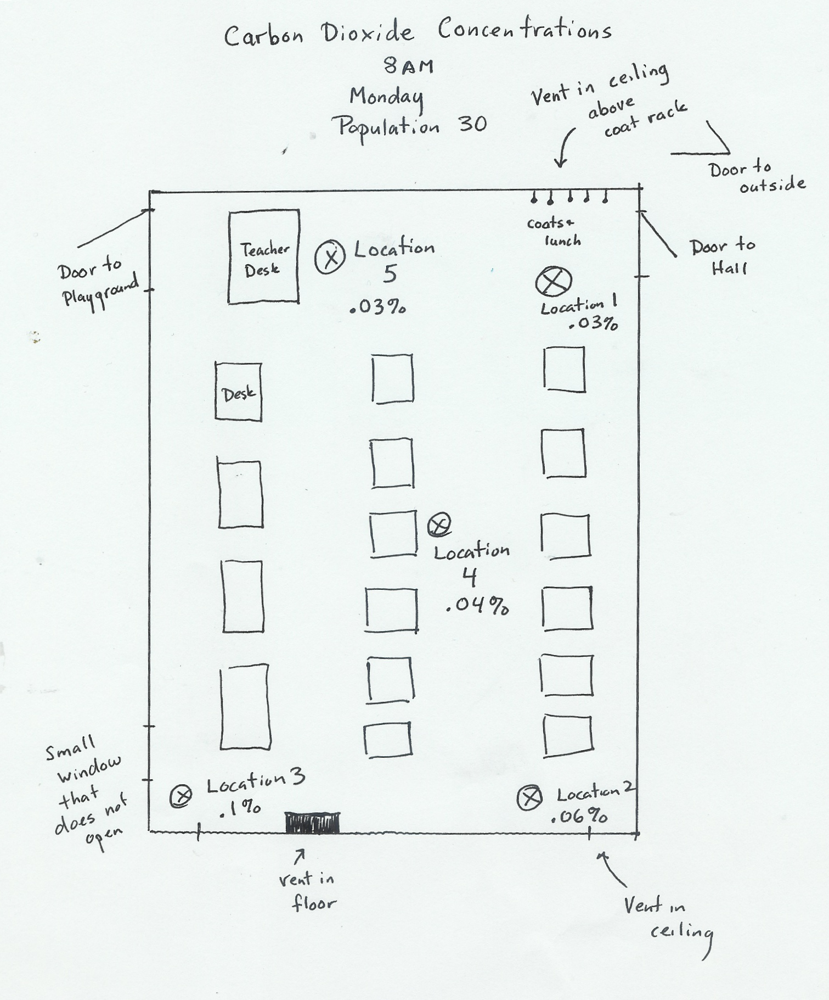 Carbon Dioxide Concentrations
8 AM
Monday
Population 30
Vent in ceiling
above
coat rack
Door to
outside
coats +
lunch
Door to
Hall
Teacher
Desk
Location
5
.03%
Door to
Playground
Location 1
.03%
Desk
Location
4
.04%
Small
window
that
does not
open
Location 3
.1%
Location 2
.06%
vent in
floor
Vent in
ceiling